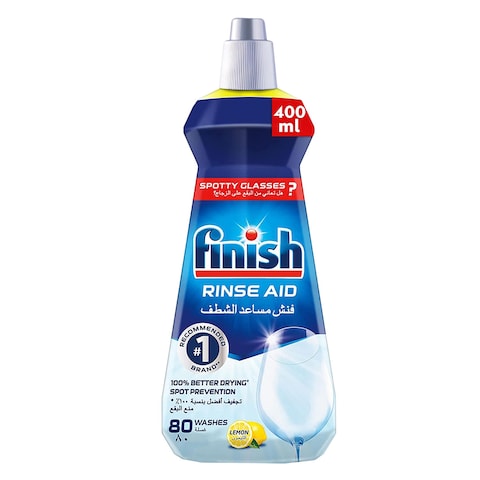 400
ml
SPOTTY GLASSES ?
هل تعاني من البقع على الزجاج؟
finish
RINSE AID
فنش مساعد الشطف
RECOMMENDED
#1
BRAND**
100% BETTER DRYING*
SPOT PREVENTION
تجفيف أفضل بنسبة ١٠٠٪ *
منع البقع
80 WASHES
٨٠ غسلة
LEMON
الليمون